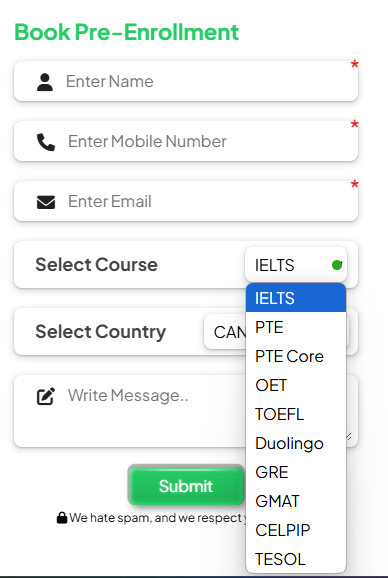 Book Pre-Enrollment
*
Enter Name
*
Enter Mobile Number
*
Enter Email
Select Course IELTS
IELTS
PTE
Select Country CAN
PTE Core
OET
Write Message..
TOEFL
Duolingo
GRE
Submit
GMAT
We hate spam, and we respect
CELPIP
TESOL